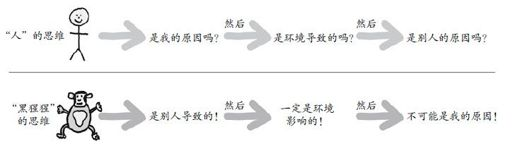 “人”的思维 是我的原因吗? 然后 是环境导致的吗? 然后 是别人的原因吗?
“黑猩猩”
的思维
是别人导致的!
然后
一定是环境
影响的!
然后
不可能是我的原因!